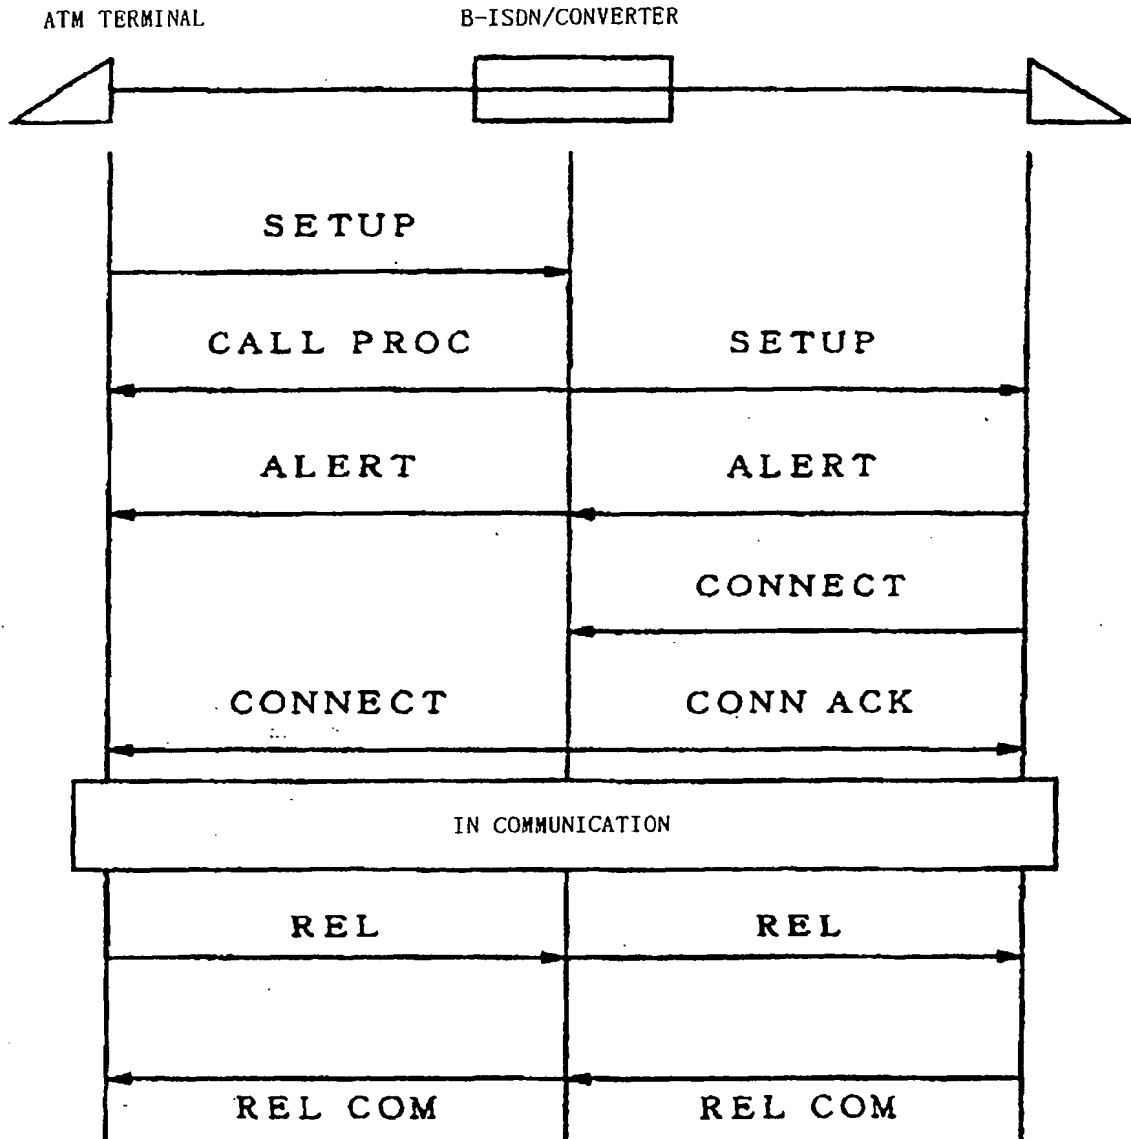 ATM TERMINAL B-ISDN/CONVERTER
SETUP
CALL PROC SETUP
ALERT ALERT
CONNECT
CONNECT CONN ACK
IN COMMUNICATION
REL REL
REL COM REL COM